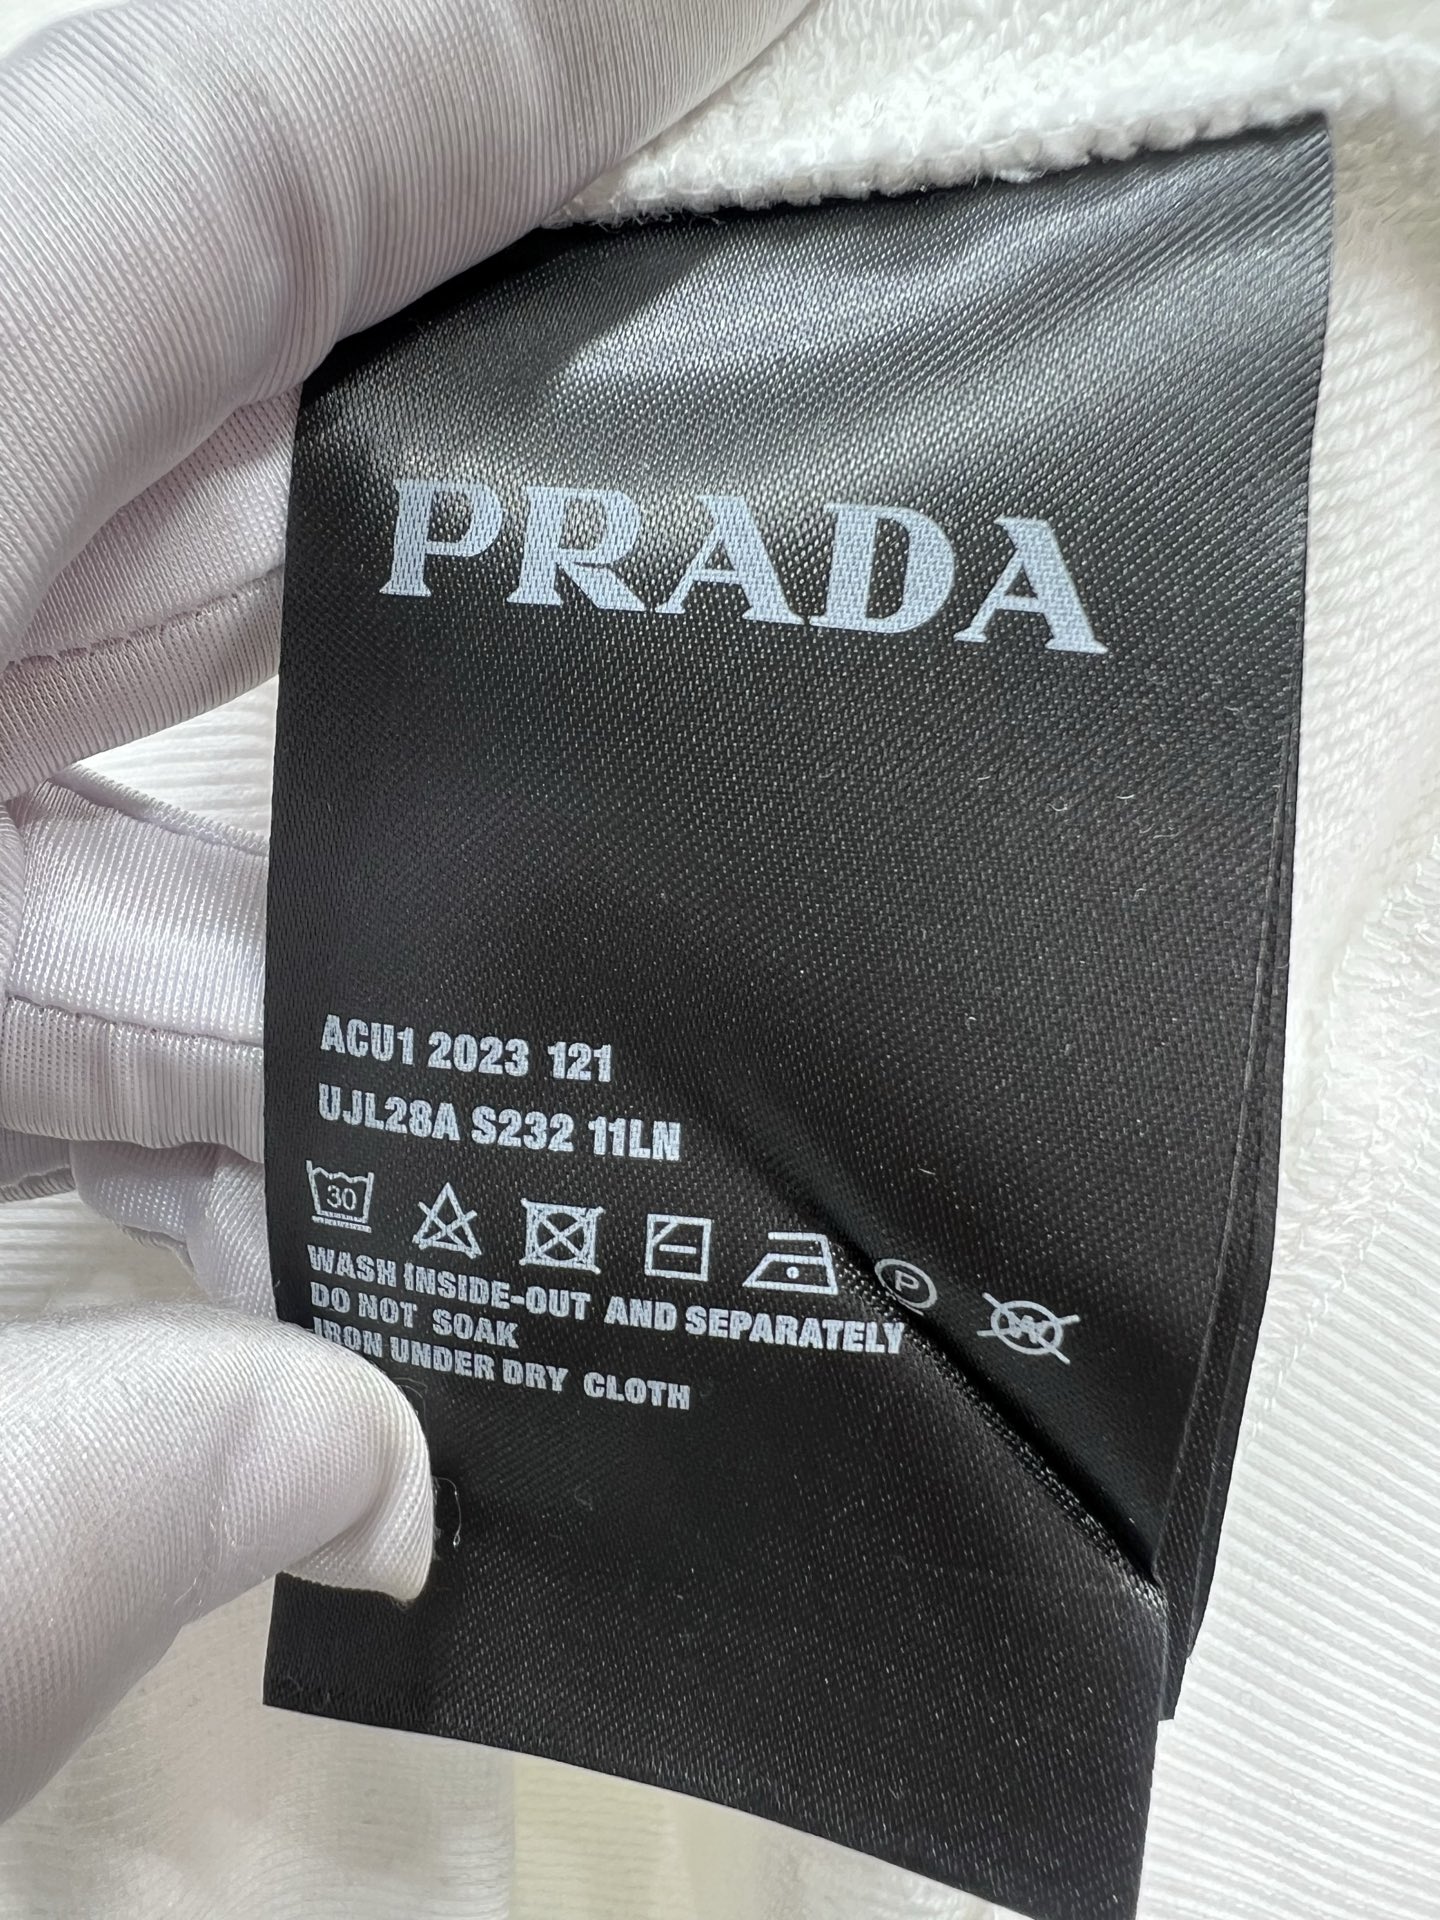 PRADA
ACU1 2023 121
UJL28A S232 11LN
30
P
W
WASH INSIDE-OUT AND SEPARATELY
DO NOT SOAK
IRON UNDER DRY CLOTH